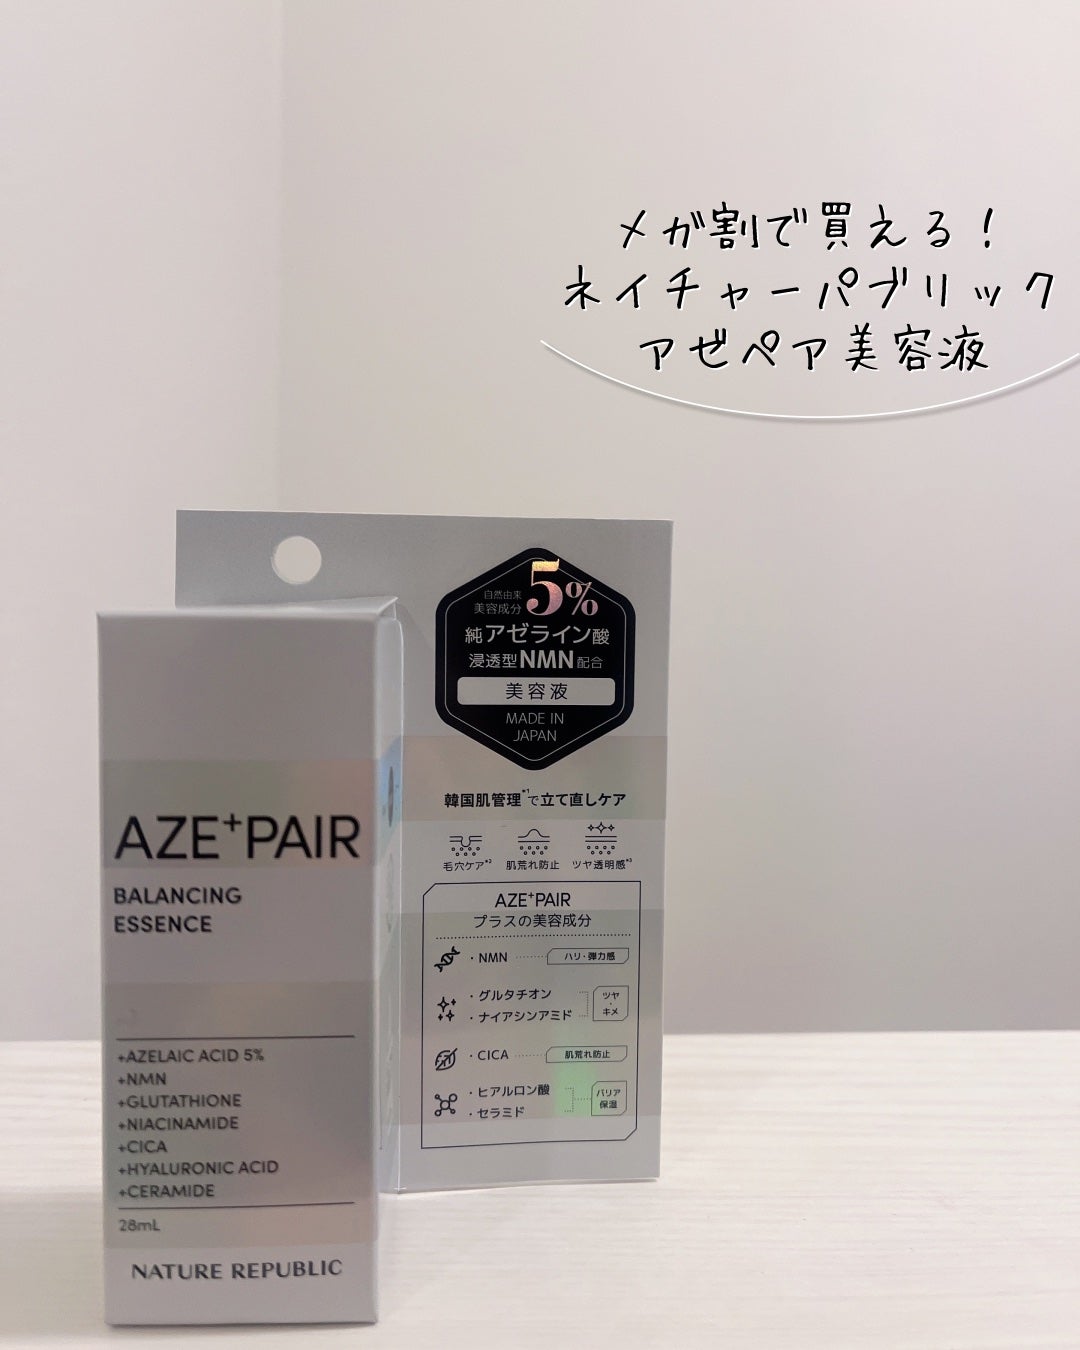 メガ割で買える！
ネイチャーパブリック
アゼペア美容液
自然由来
美容成分 5%
純アゼライン酸
浸透型NMN配合
美容液
MADE IN
JAPAN
韓国肌管理*1で立て直しケア
毛穴ケア*2 肌荒れ防止 ツヤ透明感*3
AZE+PAIR
プラスの美容成分
・NMN ハリ・弾力感
・グルタチオン
・ナイアシンアミド
ツヤ
・
キメ
・CICA 肌荒れ防止
・ヒアルロン酸
・セラミド
バリア
保湿
AZE+PAIR
BALANCING
ESSENCE
+AZELAIC ACID 5%
+NMN
+GLUTATHIONE
+NIACINAMIDE
+CICA
+HYALURONIC ACID
+CERAMIDE
28mL
NATURE REPUBLIC